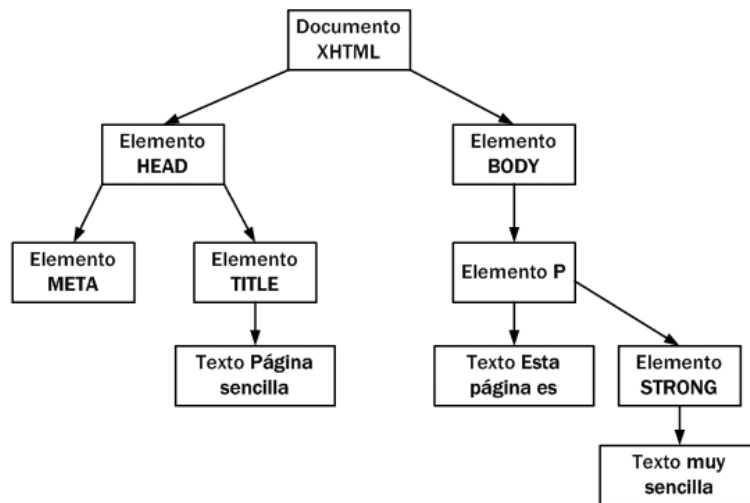 Documento
XHTML
Elemento
HEAD
Elemento
BODY
Elemento
META
Elemento
TITLE
Elemento P
Texto Página
sencilla
Texto Esta
página es
Elemento
STRONG
Texto muy
sencilla